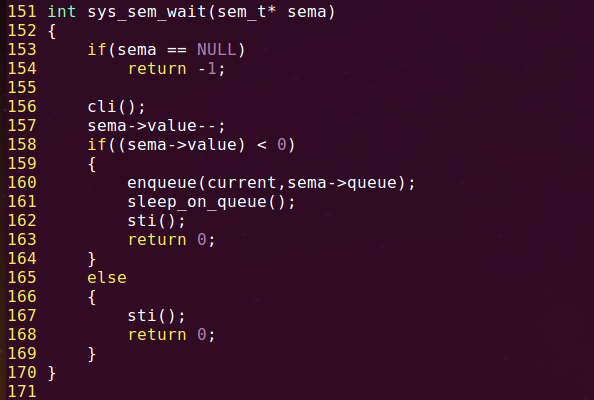 151 int sys_sem_wait(sem_t* sema)
152 {
153     if(sema == NULL)
154         return -1;
155
156     cli();
157     sema->value--;
158     if((sema->value) < 0)
159     {
160         enqueue(current,sema->queue);
161         sleep_on_queue();
162         sti();
163         return 0;
164     }
165     else
166     {
167         sti();
168         return 0;
169     }
170 }
171